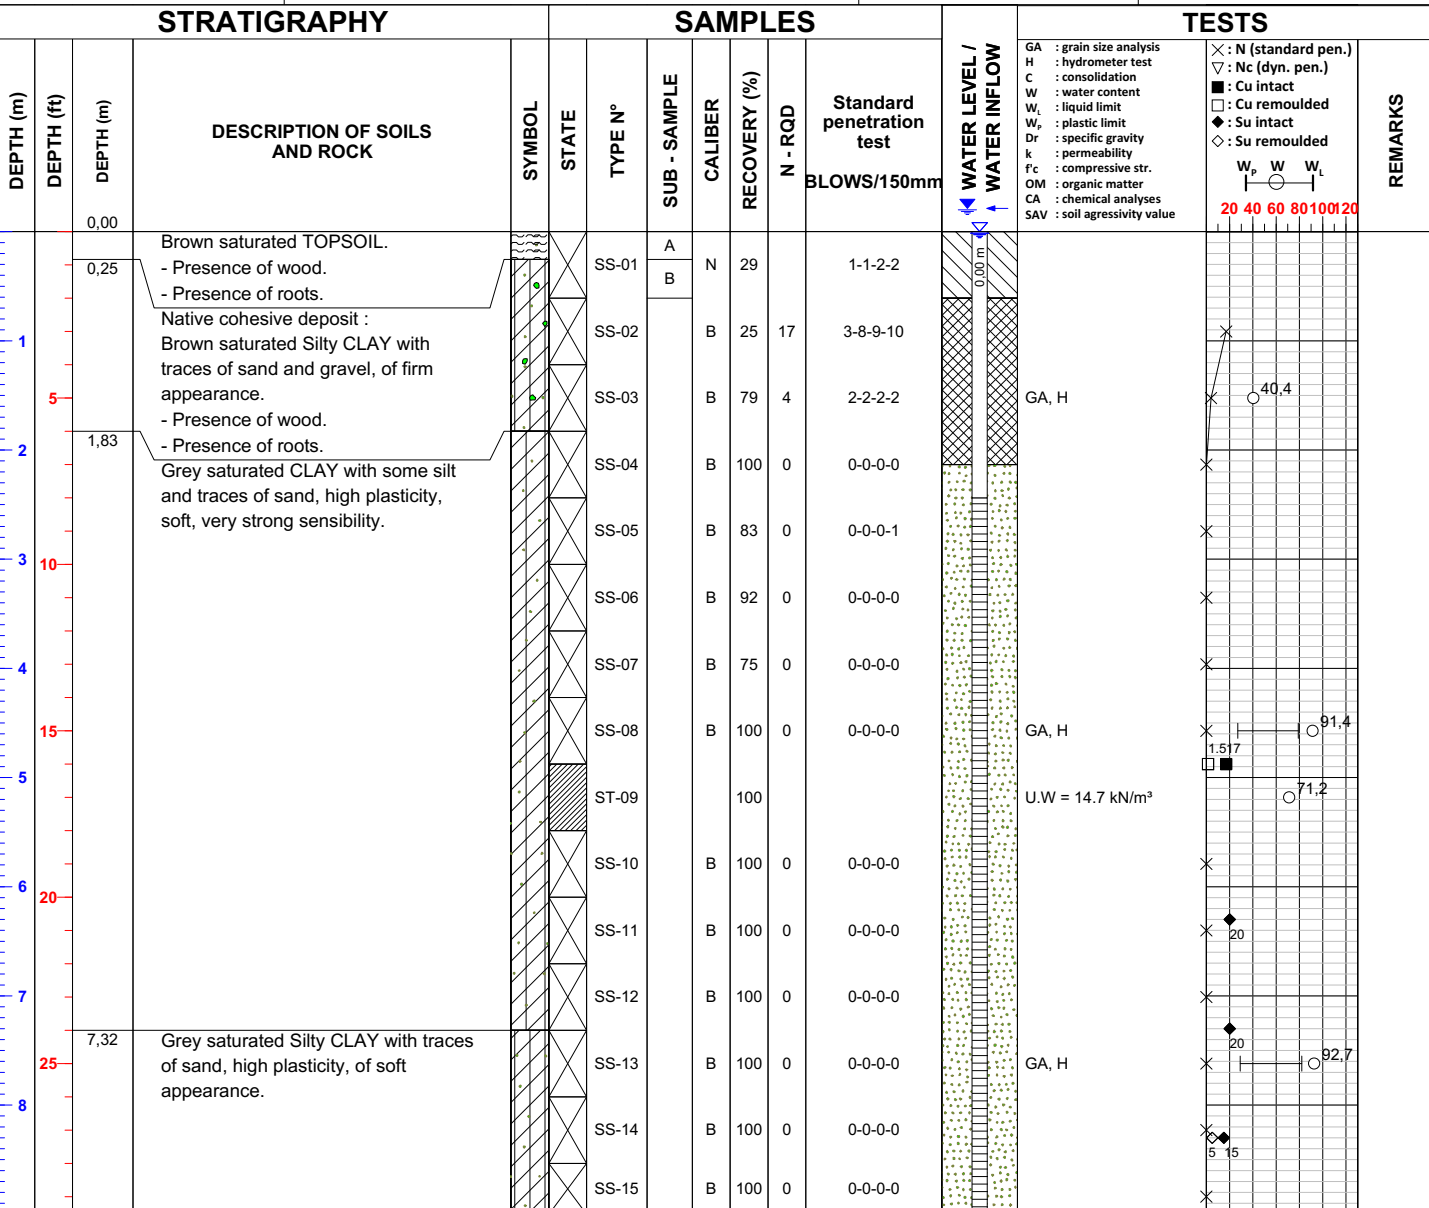 STRATIGRAPHY
SAMPLES
TESTS
DEPTH (m)
DEPTH (ft)
DEPTH (m)
0,00
DESCRIPTION OF SOILS
AND ROCK
SYMBOL
STATE
TYPE N°
SUB - SAMPLE
CALIBER
RECOVERY (%)
N - RQD
Standard
penetration
test
BLOWS/150mm
WATER LEVEL /
WATER INFLOW
GA : grain size analysis
H : hydrometer test
C : consolidation
W : water content
WL : liquid limit
WP : plastic limit
Dr : specific gravity
k : permeability
f'c : compressive str.
OM : organic matter
CA : chemical analyses
SAV : soil agressivity value
: N (standard pen.)
: Nc (dyn. pen.)
: Cu intact
: Cu remoulded
: Su intact
: Su remoulded
WP W WL
20 40 60 80 100 120
REMARKS
Brown saturated TOPSOIL.
- Presence of wood.
- Presence of roots.
0,25
Native cohesive deposit :
Brown saturated Silty CLAY with
traces of sand and gravel, of firm
appearance.
- Presence of wood.
- Presence of roots.
1,83
Grey saturated CLAY with some silt
and traces of sand, high plasticity,
soft, very strong sensibility.
7,32
Grey saturated Silty CLAY with traces
of sand, high plasticity, of soft
appearance.
1
2
3
4
5
6
7
8
5
10
15
20
25
A
B
SS-01 N 29 1-1-2-2
0,00 m
SS-02 B 25 17 3-8-9-10
SS-03 B 79 4 2-2-2-2 GA, H 40,4
SS-04 B 100 0 0-0-0-0
SS-05 B 83 0 0-0-0-1
SS-06 B 92 0 0-0-0-0
SS-07 B 75 0 0-0-0-0
SS-08 B 100 0 0-0-0-0 GA, H 91,4
1.517
ST-09 100 U.W = 14.7 kN/m³ 71,2
SS-10 B 100 0 0-0-0-0
SS-11 B 100 0 0-0-0-0 20
SS-12 B 100 0 0-0-0-0
20
SS-13 B 100 0 0-0-0-0 GA, H 92,7
SS-14 B 100 0 0-0-0-0
5 15
SS-15 B 100 0 0-0-0-0